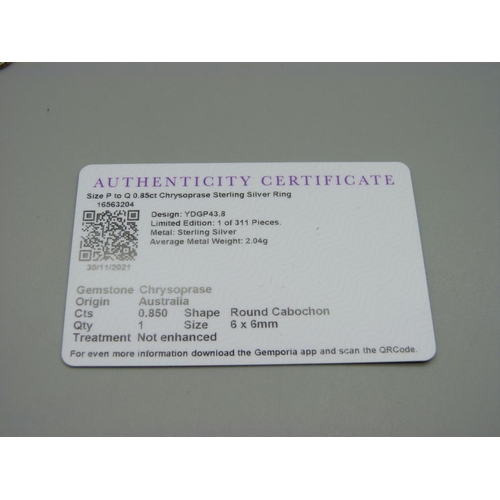 AUTHENTICITY CERTIFICATE
Size P to Q 0.85ct Chrysoprase Sterling Silver Ring
16563204
Design: YDGP43,8
Limited Edition: 1 of 311 Pieces.
Metal: Sterling Silver
Average Metal Weight: 2.04g
30/11/2021
Gemstone Chrysoprase
Origin Australia
Cts 0.850 Shape Round Cabochon
Qty 1 Size 6 x 6mm
Treatment Not enhanced
For even more information download the Gemporia app and scan the QRCode.